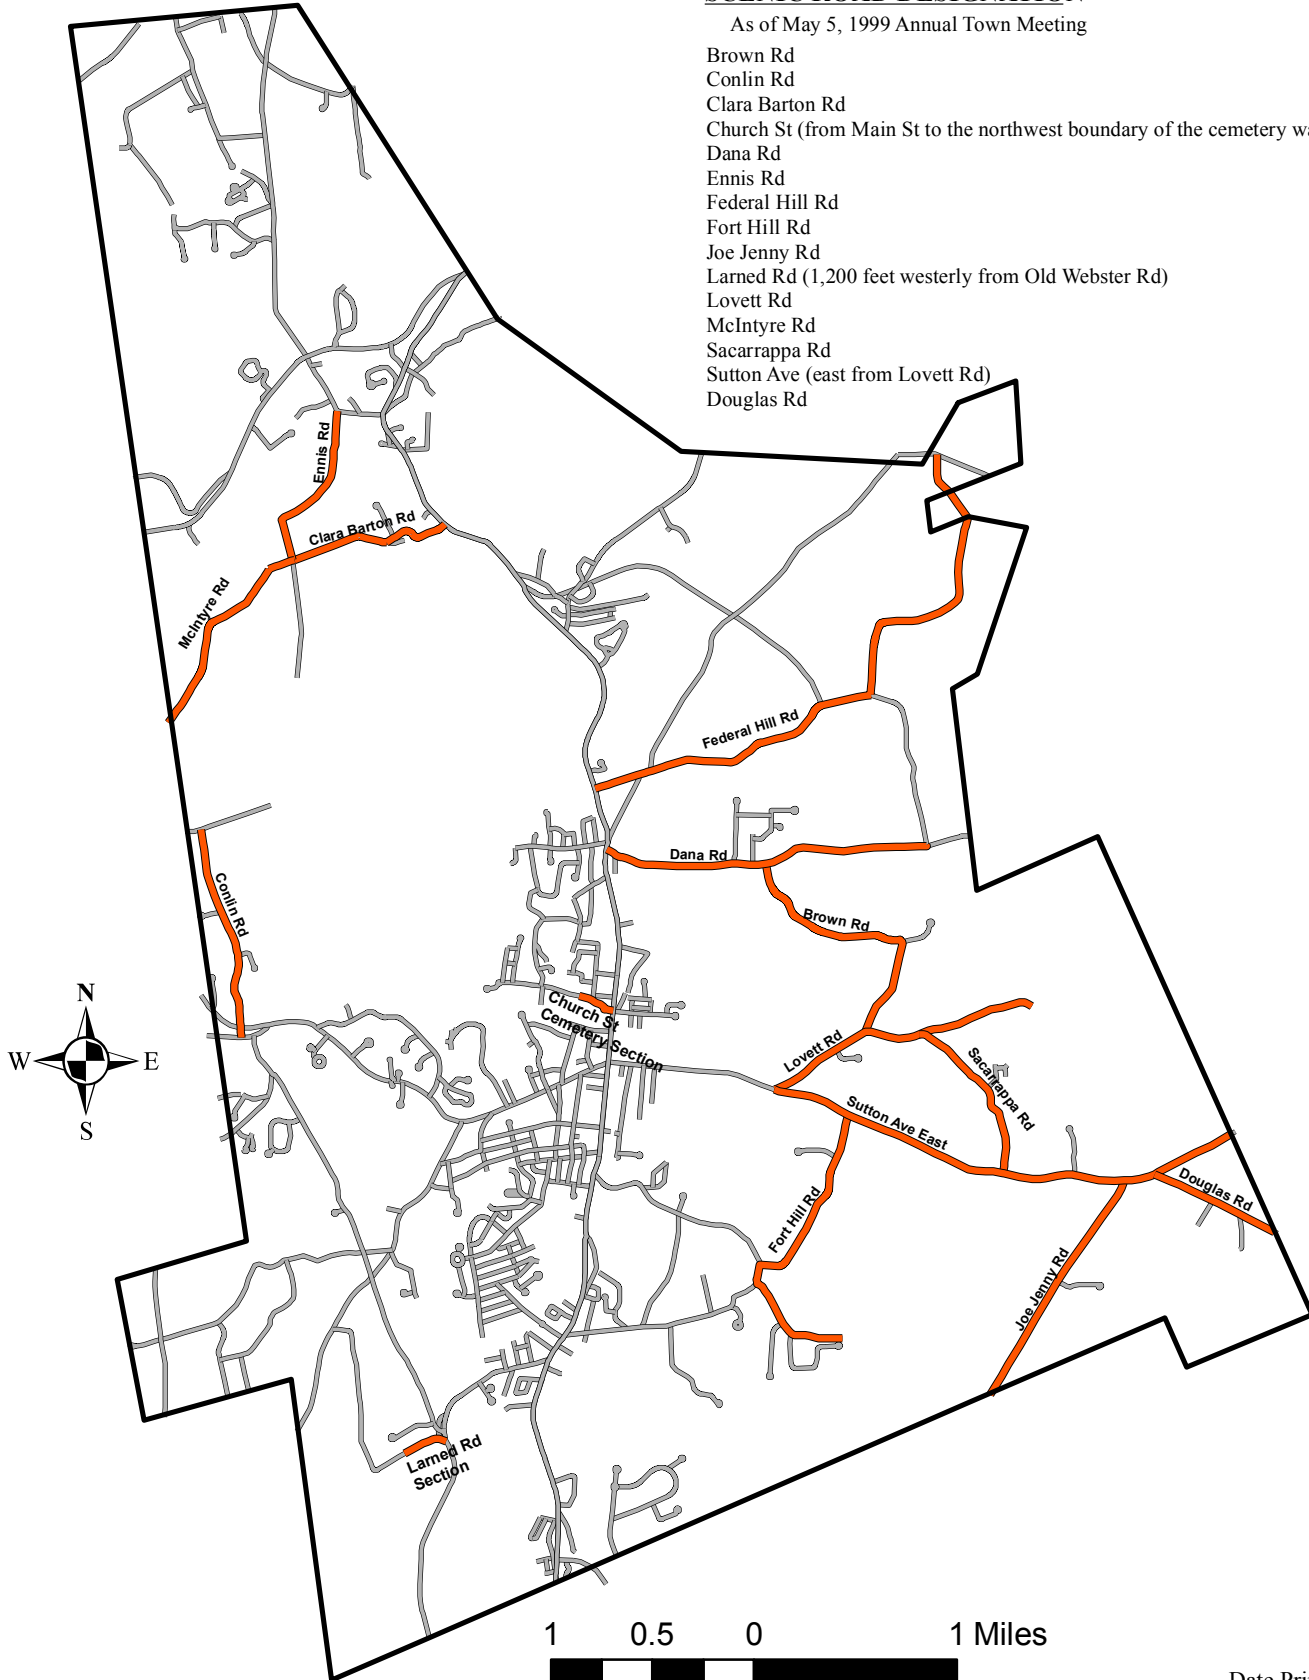 As of May 5, 1999 Annual Town Meeting
Brown Rd
Conlin Rd
Clara Barton Rd
Church St (from Main St to the northwest boundary of the cemetery
Dana Rd
Ennis Rd
Federal Hill Rd
Fort Hill Rd
Joe Jenny Rd
Larned Rd (1,200 feet westerly from Old Webster Rd)
Lovett Rd
McIntyre Rd
Sacarrappa Rd
Sutton Ave (east from Lovett Rd)
Douglas Rd
Ennis Rd
Clara Barton Rd
McIntyre Rd
Federal Hill Rd
Dana Rd
Conlin Rd
Brown Rd
Church St
Cemetery Section
Lovett Rd
Sacarrappa Rd
Sutton Ave East
Douglas Rd
Fort Hill Rd
Joe Jenny Rd
Larned Rd
Section
N
W E
S
1 0.5 0 1 Miles
Date